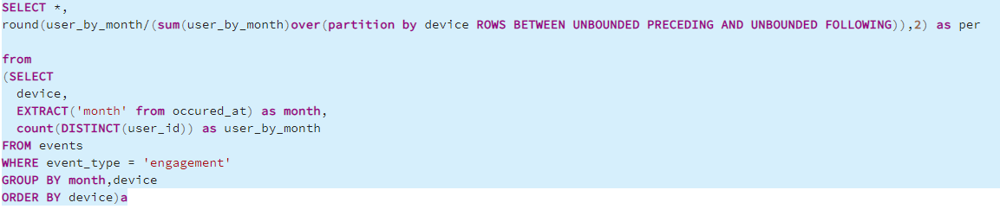 SELECT *,
round(user_by_month/(sum(user_by_month)over(partition by device ROWS BETWEEN UNBOUNDED PRECEDING AND UNBOUNDED FOLLOWING)),2) as per
from
(SELECT
device,
EXTRACT('month' from occured_at) as month,
count(DISTINCT(user_id)) as user_by_month
FROM events
WHERE event_type = 'engagement'
GROUP BY month,device
ORDER BY device)a